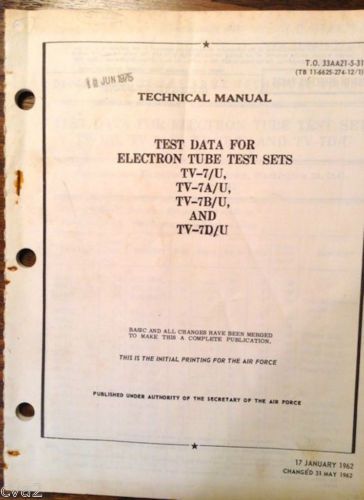 T.O. 33AA21-5-31
(TB 11-6625-274-12/1)
10 JUN 1975
TECHNICAL MANUAL
TEST DATA FOR
ELECTRON TUBE TEST SETS
TV-7/U,
TV-7A/U,
TV-7B/U,
AND
TV-7D/U
BASIC AND ALL CHANGES HAVE BEEN MERGED
TO MAKE THIS A COMPLETE PUBLICATION.
THIS IS THE INITIAL PRINTING FOR THE AIR FORCE
PUBLISHED UNDER AUTHORITY OF THE SECRETARY OF THE AIR FORCE
17 JANUARY 1962
CHANGED 31 MAY 1962
cvdz